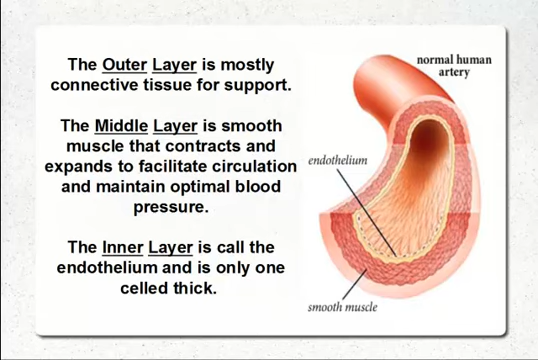 The Outer Layer is mostly
connective tissue for support.
The Middle Layer is smooth
muscle that contracts and
expands to facilitate circulation
and maintain optimal blood
pressure.
The Inner Layer is call the
endothelium and is only one
celled thick.
normal human
artery
endothelium
smooth muscle